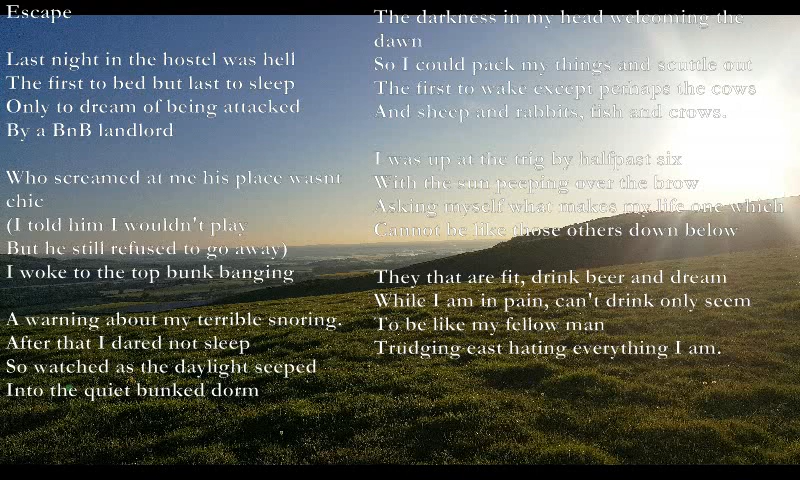 Escape
Last night in the hostel was hell
The first to bed but last to sleep
Only to dream of being attacked
By a BnB landlord
Who screamed at me his place wasnt
chic
(I told him I wouldn't play
But he still refused to go away)
I woke to the top bunk banging
A warning about my terrible snoring.
After that I dared not sleep
So watched as the daylight seeped
Into the quiet bunked dorm
The darkness in my head welcoming the
dawn
So I could pack my things and scuttle out
The first to wake except perhaps the cows
And sheep and rabbits, fish and crows.
I was up at the trig by halfpast six
With the sun peeping over the brow
Asking myself what makes my life one which
Cannot be like those others down below
They that are fit, drink beer and dream
While I am in pain, can't drink only seem
To be like my fellow man
Trudging east hating everything I am.